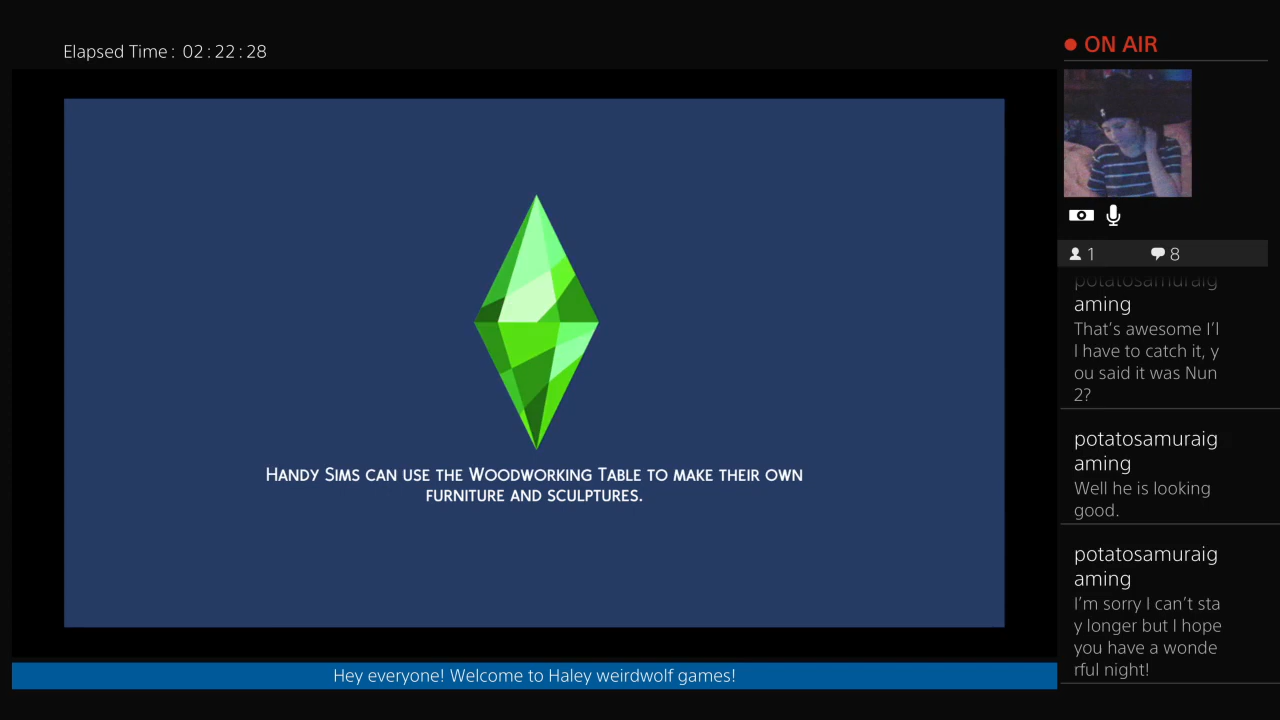 Elapsed Time : 02 : 22 : 28
ON AIR
1
8
HANDY SIMS CAN USE THE WOODWORKING TABLE TO MAKE THEIR OWN
FURNITURE AND SCULPTURES.
potatosamuraig
aming
That's awesome I'l
l have to catch it, y
ou said it was Nun
2?
potatosamuraig
aming
Well he is looking
good.
potatosamuraig
aming
I'm sorry I can't sta
y longer but I hope
you have a wonde
rful night!
Hey everyone! Welcome to Haley weirdwolf games!